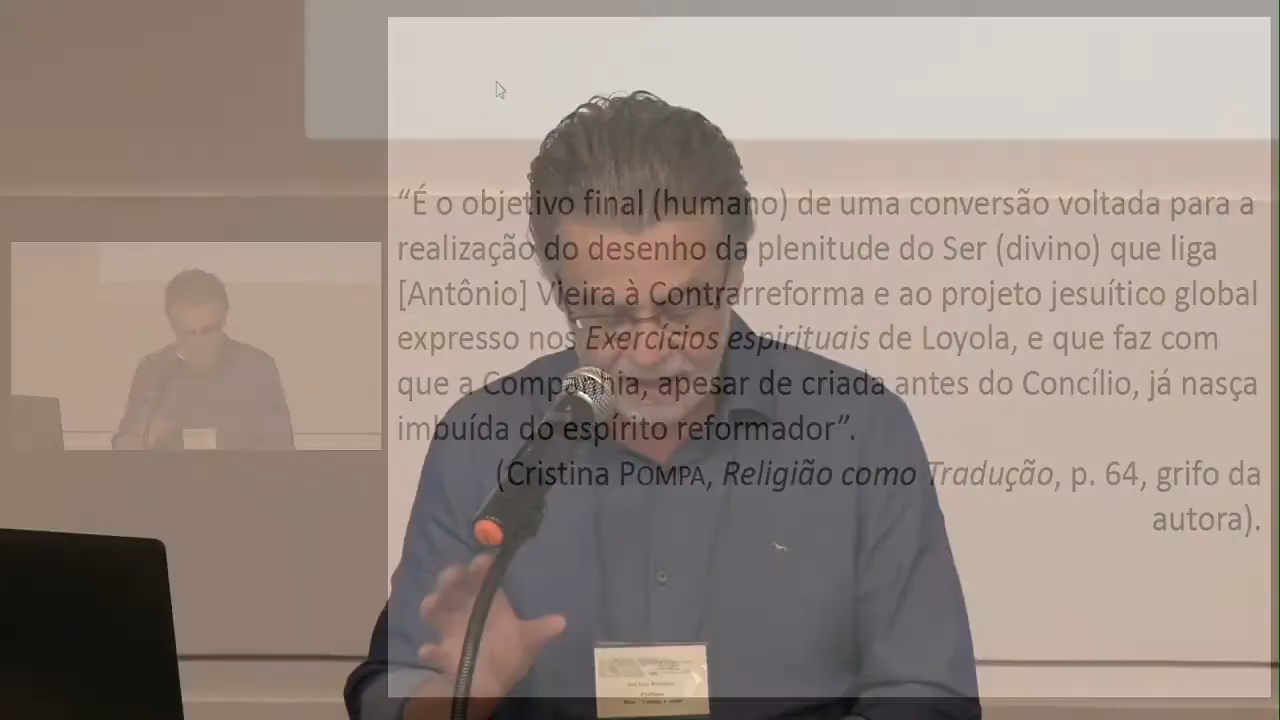 “É o objetivo final (humano) de uma conversão voltada para a
realização do desenho da plenitude do Ser (divino) que liga
[Antônio] Vieira à Contrarreforma e ao projeto jesuítico global
expresso nos Exercícios espirituais de Loyola, e que faz com
que a Companhia, apesar de criada antes do Concílio, já nasça
imbuída do espírito reformador”.
(Cristina POMPA, Religião como Tradução, p. 64, grifo da
autora).